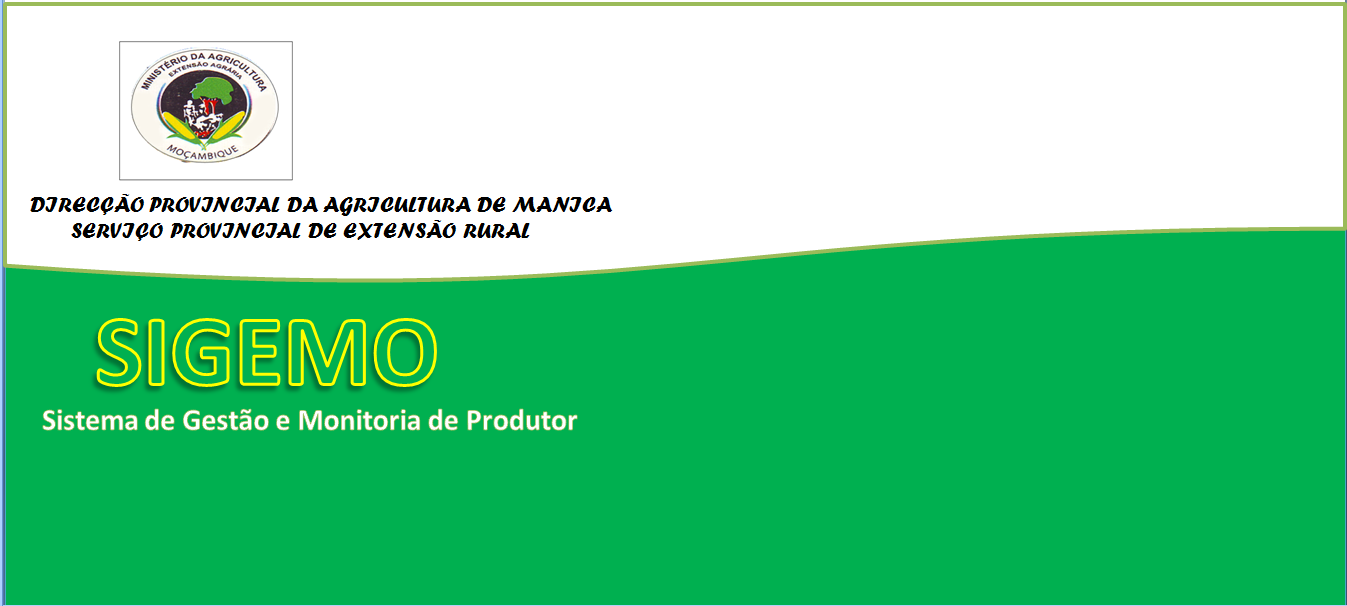 MINISTÉRIO DA AGRICULTURA
EXTENSÃO AGRARIA
MOÇAMBIQUE
DIRECÇÃO PROVINCIAL DA AGRICULTURA DE MANICA
SERVIÇO PROVINCIAL DE EXTENSÃO RURAL
SIGEMO
Sistema de Gestão e Monitoria de Produtor